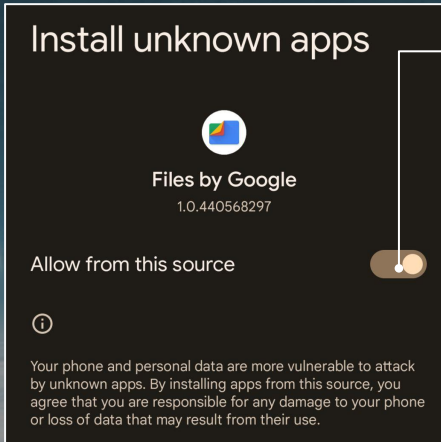 Install unknown apps
Files by Google
1.0.440568297
Allow from this source
Your phone and personal data are more vulnerable to attack
by unknown apps. By installing apps from this source, you
agree that you are responsible for any damage to your phone
or loss of data that may result from their use.